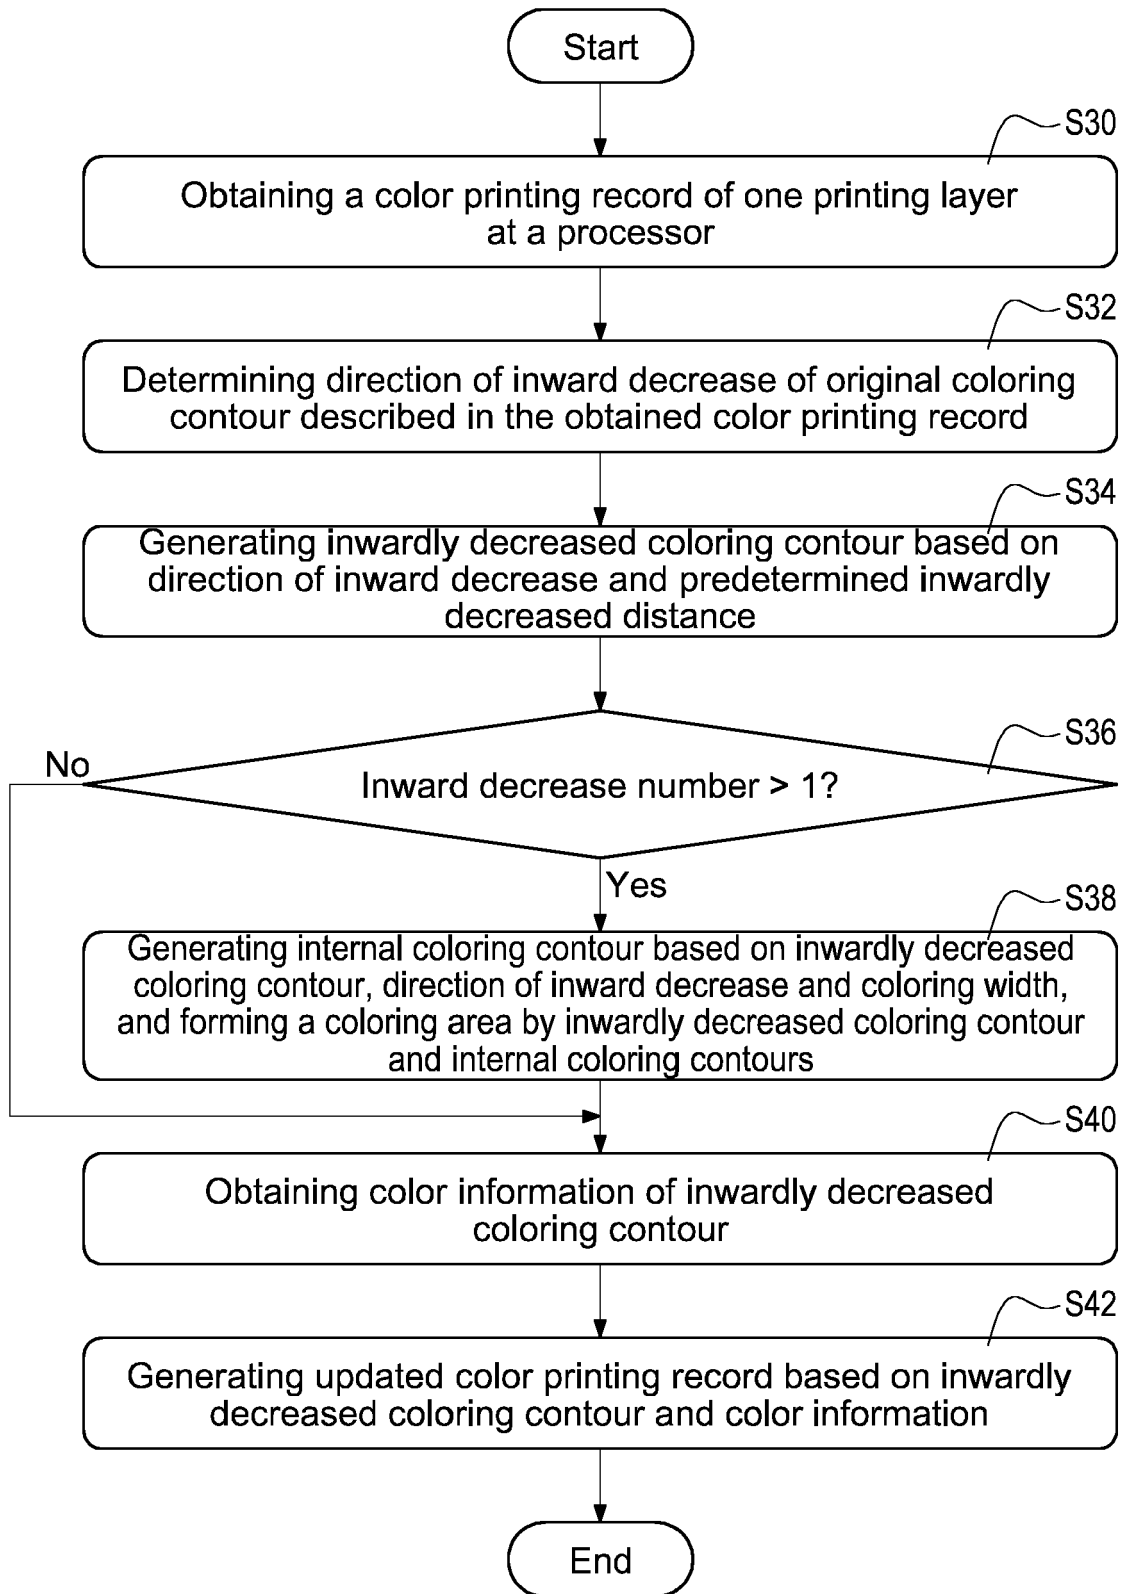 Start
S30
Obtaining a color printing record of one printing layer
at a processor
S32
Determining direction of inward decrease of original coloring
contour described in the obtained color printing record
S34
Generating inwardly decreased coloring contour based on
direction of inward decrease and predetermined inwardly
decreased distance
S36
No
Inward decrease number > 1?
Yes
S38
Generating internal coloring contour based on inwardly decreased
coloring contour, direction of inward decrease and coloring width,
and forming a coloring area by inwardly decreased coloring contour
and internal coloring contours
S40
Obtaining color information of inwardly decreased
coloring contour
S42
Generating updated color printing record based on inwardly
decreased coloring contour and color information
End